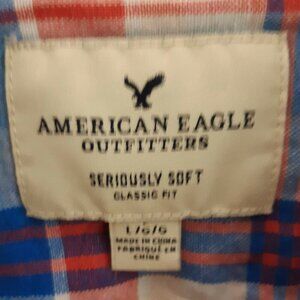 AMERICAN EAGLE
OUTFITTERS
SERIOUSLY SOFT
CLASSIC FIT
L/G/G
MADE IN CHINA
FABRIQUÉ EN
CHINE